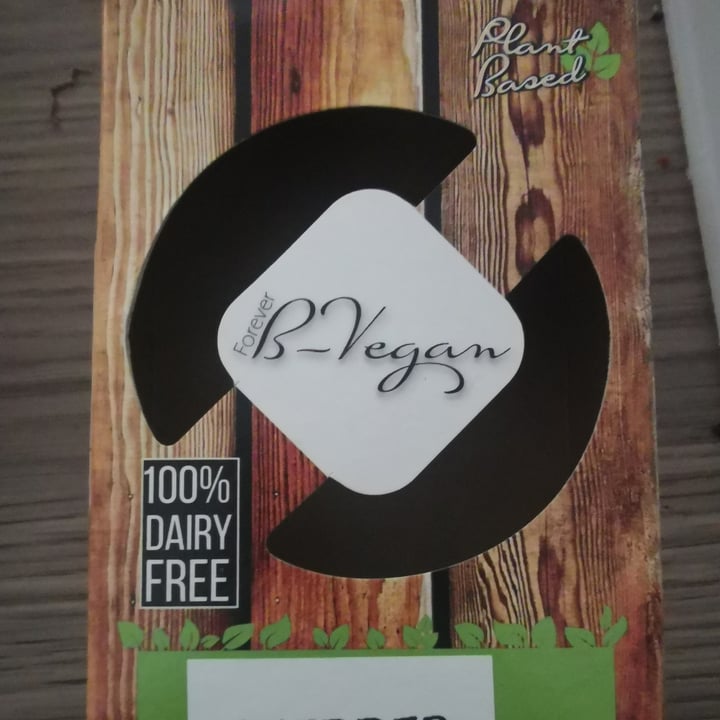 Plant
Based
Forever
B-Vegan
100%
DAIRY
FREE